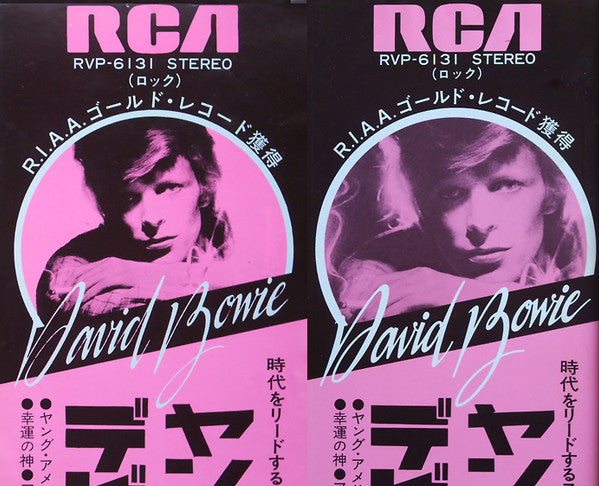 RCA
RVP-6131 STEREO
(ロック)
R.I.A.A.ゴールド・レコード獲得
David Bowie
時代をリードする
ヤン
デビ
●ヤング・アメ
●幸運の神●
RCA
RVP-6131 STEREO
(ロック)
R.I.A.A.ゴールド・レコード獲得
David Bowie
時代をリードする
ヤン
デビ
●ヤング・アメリ
●幸運の神●